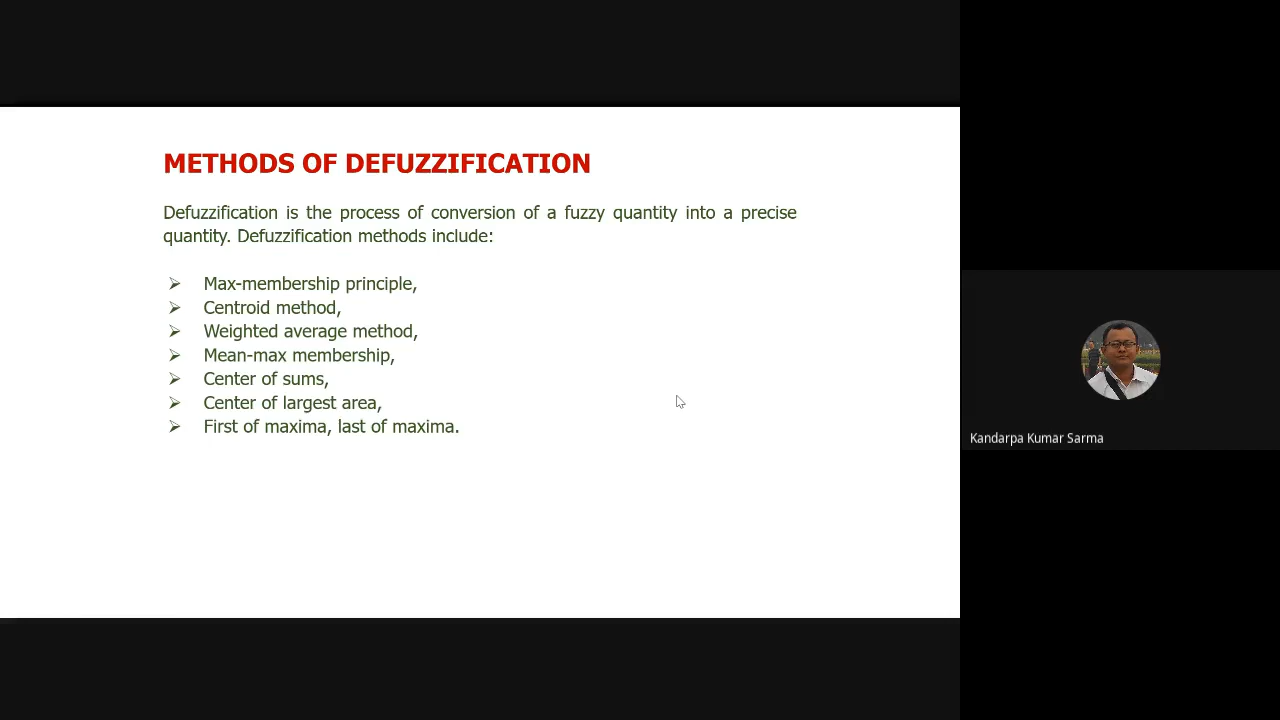 METHODS OF DEFUZZIFICATION
Defuzzification is the process of conversion of a fuzzy quantity into a precise
quantity. Defuzzification methods include:
➢ Max-membership principle,
➢ Centroid method,
➢ Weighted average method,
➢ Mean-max membership,
➢ Center of sums,
➢ Center of largest area,
➢ First of maxima, last of maxima.
Kandarpa Kumar Sarma